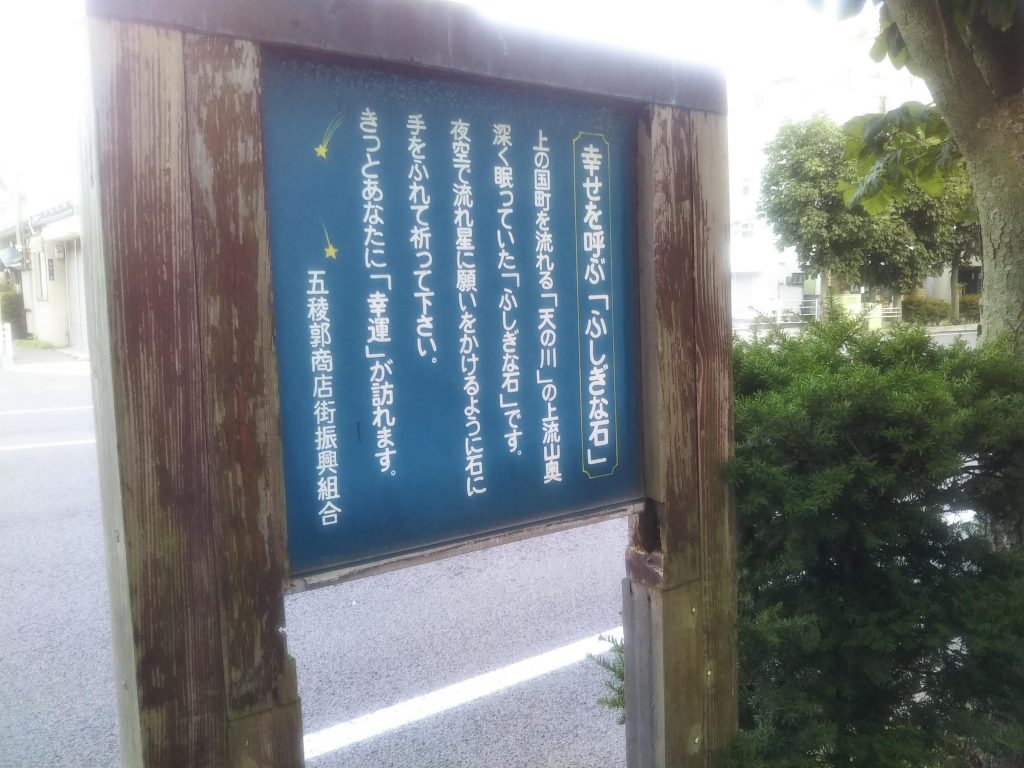 幸せを呼ぶ「ふしぎな石」
上の国町を流れる「天の川」の上流山奥
深く眠っていた「ふしぎな石」です。
夜空で流れ星に願いをかけるように石に
手をふれて祈って下さい。
きっとあなたに「幸運」が訪れます。
五稜郭商店街振興組合